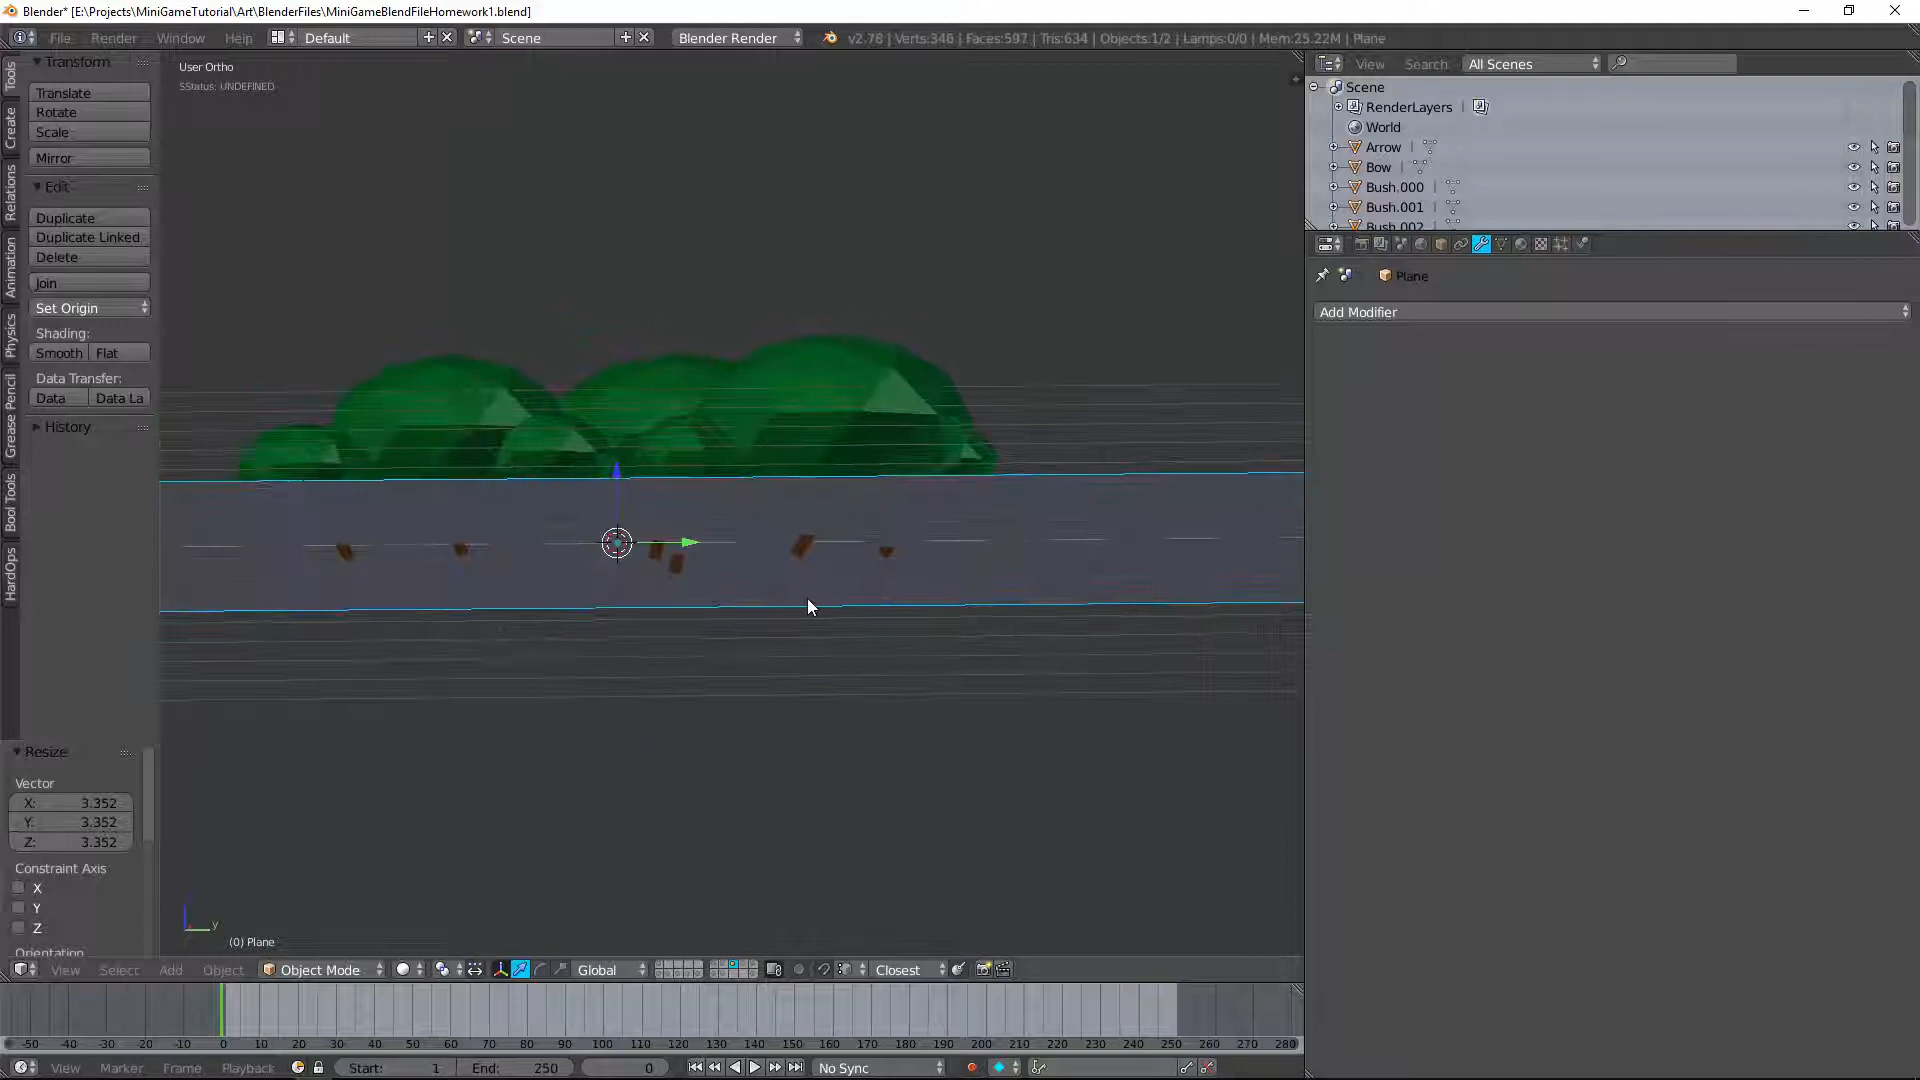 Blender* [E:\Projects\MiniGameTutorial\Art\BlenderFiles\MiniGameBlendFileHomework1.blend]
File Render Window Help Default Scene Blender Render v2.78 | Verts:346 | Faces:597 | Tris:634 | Objects:1/2 | Lamps:0/0 | Mem:25.22M | Plane
Tools
Create
Relations
Animation
Physics
Grease Pencil
Bool Tools
HardOps
Transform
Translate
Rotate
Scale
Mirror
Edit
Duplicate
Duplicate Linked
Delete
Join
Set Origin
Shading:
Smooth Flat
Data Transfer:
Data Data La
History
Resize
Vector
X: 3.352
Y: 3.352
Z: 3.352
Constraint Axis
X
Y
Z
Orientation
User Ortho
SStatus: UNDEFINED
y
(0) Plane
View Search All Scenes
Scene
RenderLayers
World
Arrow
Bow
Bush.000
Bush.001
Bush.002
Plane
Add Modifier
View Select Add Object Object Mode Global Closest
-50 -40 -30 -20 -10 0 10 20 30 40 50 60 70 80 90 100 110 120 130 140 150 160 170 180 190 200 210 220 230 240 250 260 270 280
View Marker Frame Playback Start: 1 End: 250 0 No Sync